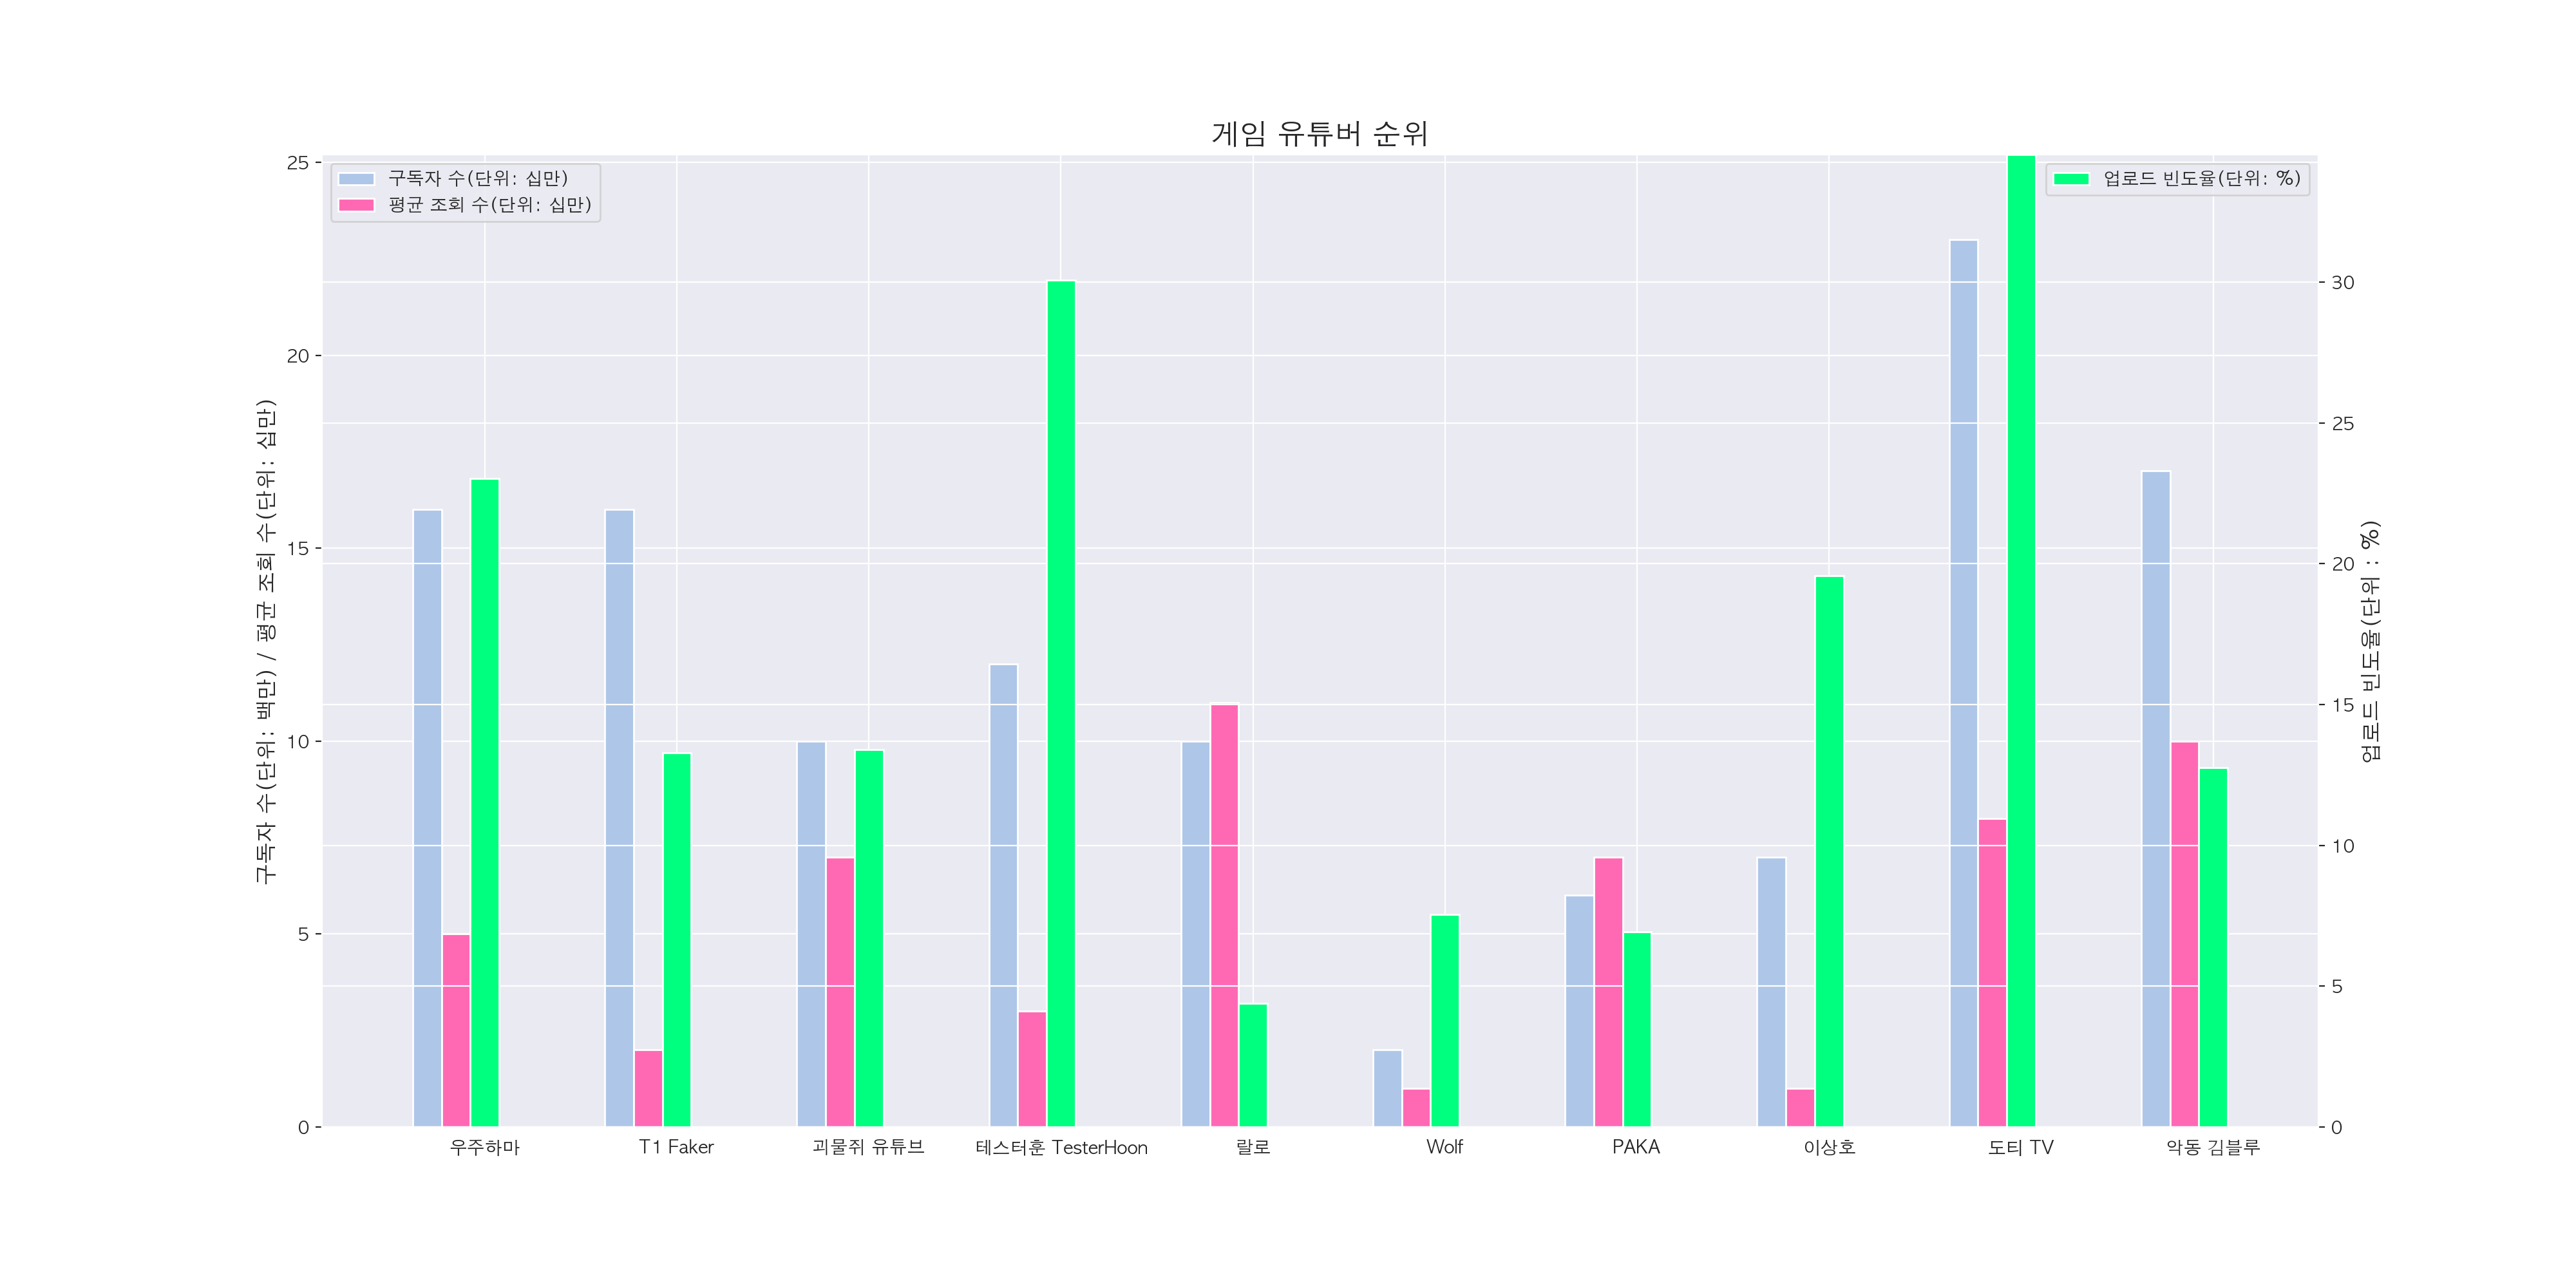 게임 유튜버 순위
구독자 수(단위: 십만)
평균 조회 수(단위: 십만)
업로드 빈도율(단위: %)
구독자 수(단위: 백만) / 평균 조회 수(단위: 십만)
25
20
15
10
5
0
업로드 빈도율(단위 : %)
30
25
20
15
10
5
0
우주하마
T1 Faker
괴물쥐 유튜브
테스터훈 TesterHoon
랄로
Wolf
PAKA
이상호
도티 TV
악동 김블루